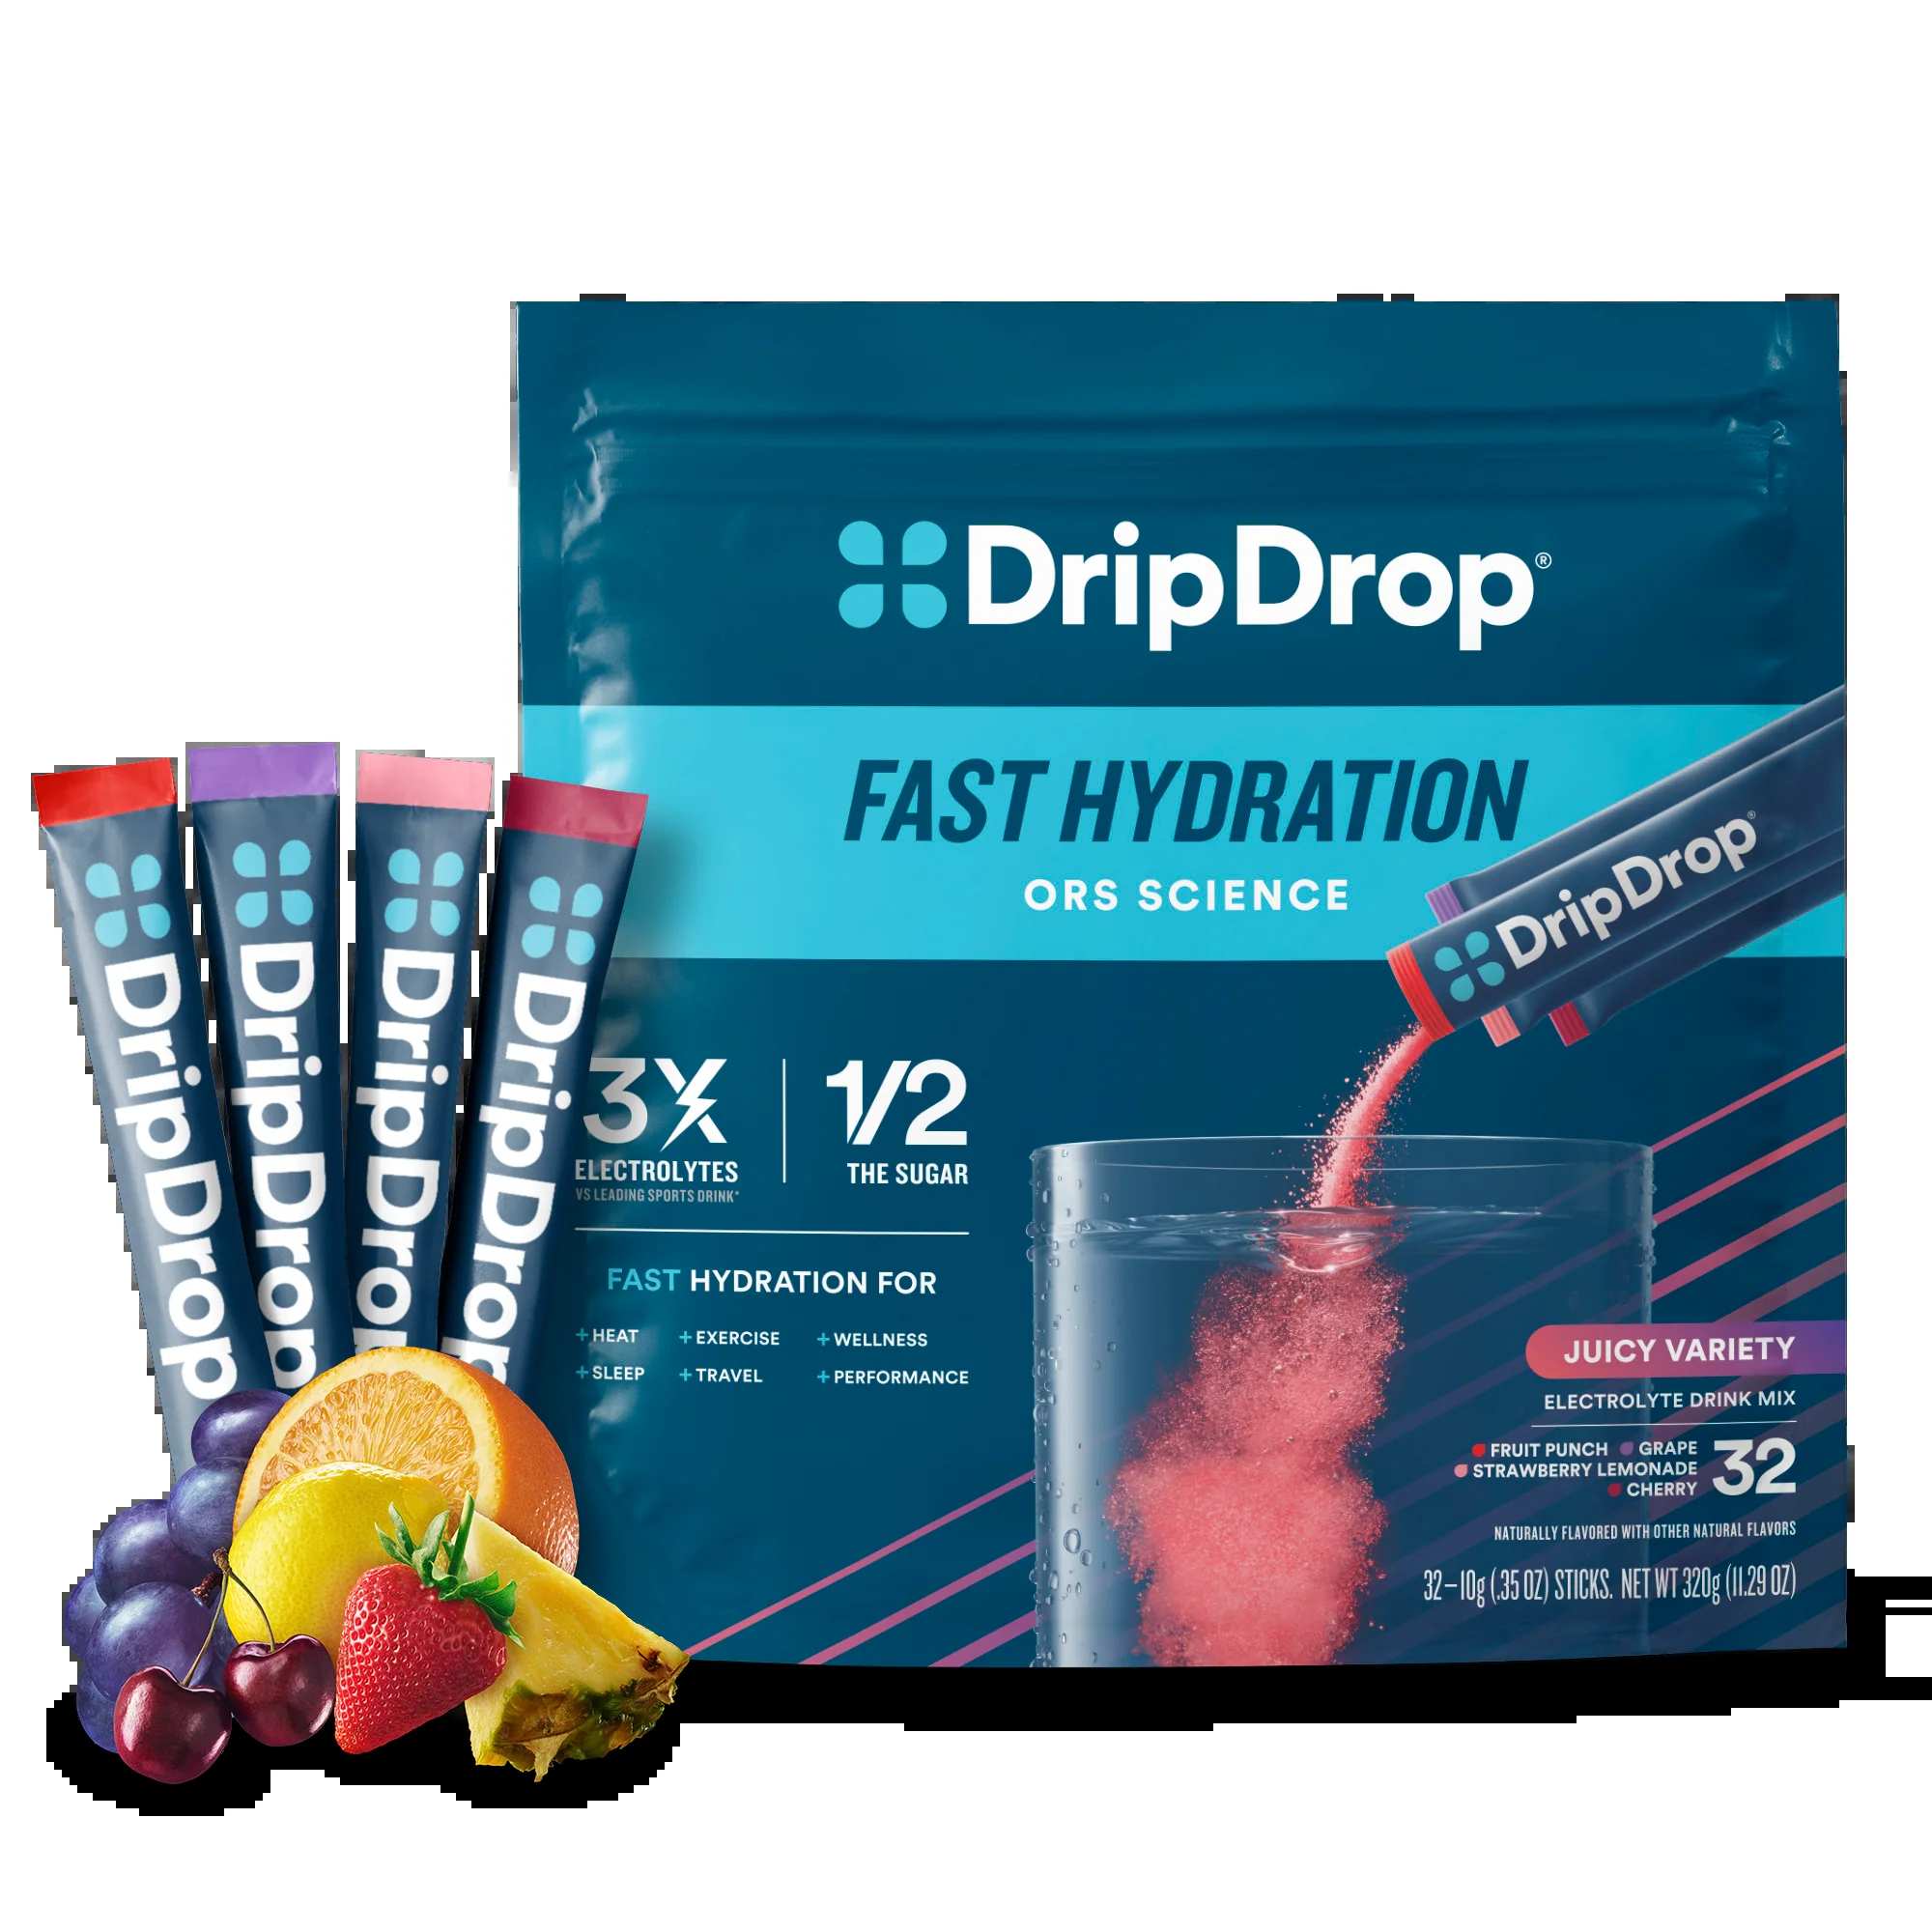 DripDrop®
FAST HYDRATION
ORS SCIENCE
DripDrop®
3X
ELECTROLYTES
VS LEADING SPORTS DRINK*
1/2
THE SUGAR
FAST HYDRATION FOR
+HEAT +EXERCISE +WELLNESS
+SLEEP +TRAVEL +PERFORMANCE
JUICY VARIETY
ELECTROLYTE DRINK MIX
FRUIT PUNCH GRAPE
STRAWBERRY LEMONADE
CHERRY
32
NATURALLY FLAVORED WITH OTHER NATURAL FLAVORS
32–10g (.35 OZ) STICKS. NET WT 320g (11.29 OZ)
DripDrop
DripDrop
DripDrop
DripDrop